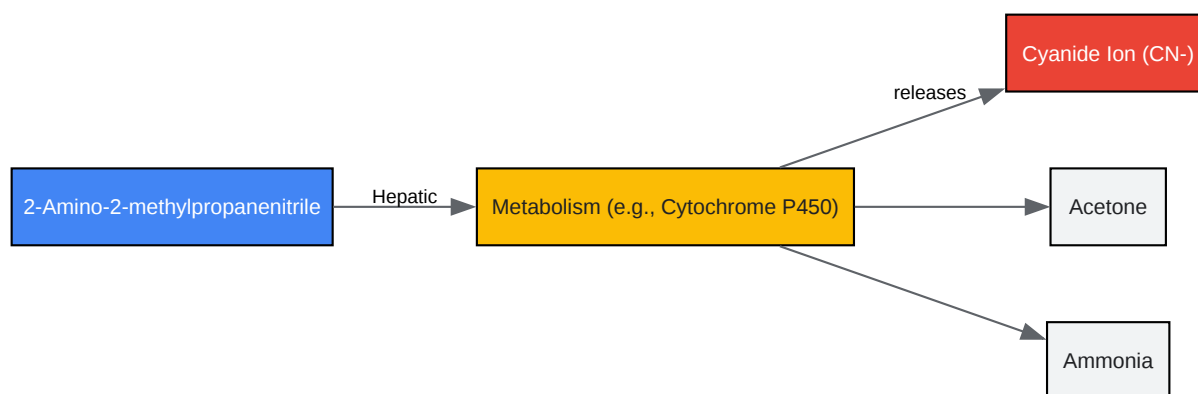 2-Amino-2-methylpropanenitrile
Hepatic
Metabolism (e.g., Cytochrome P450)
releases
Cyanide Ion (CN-)
Acetone
Ammonia